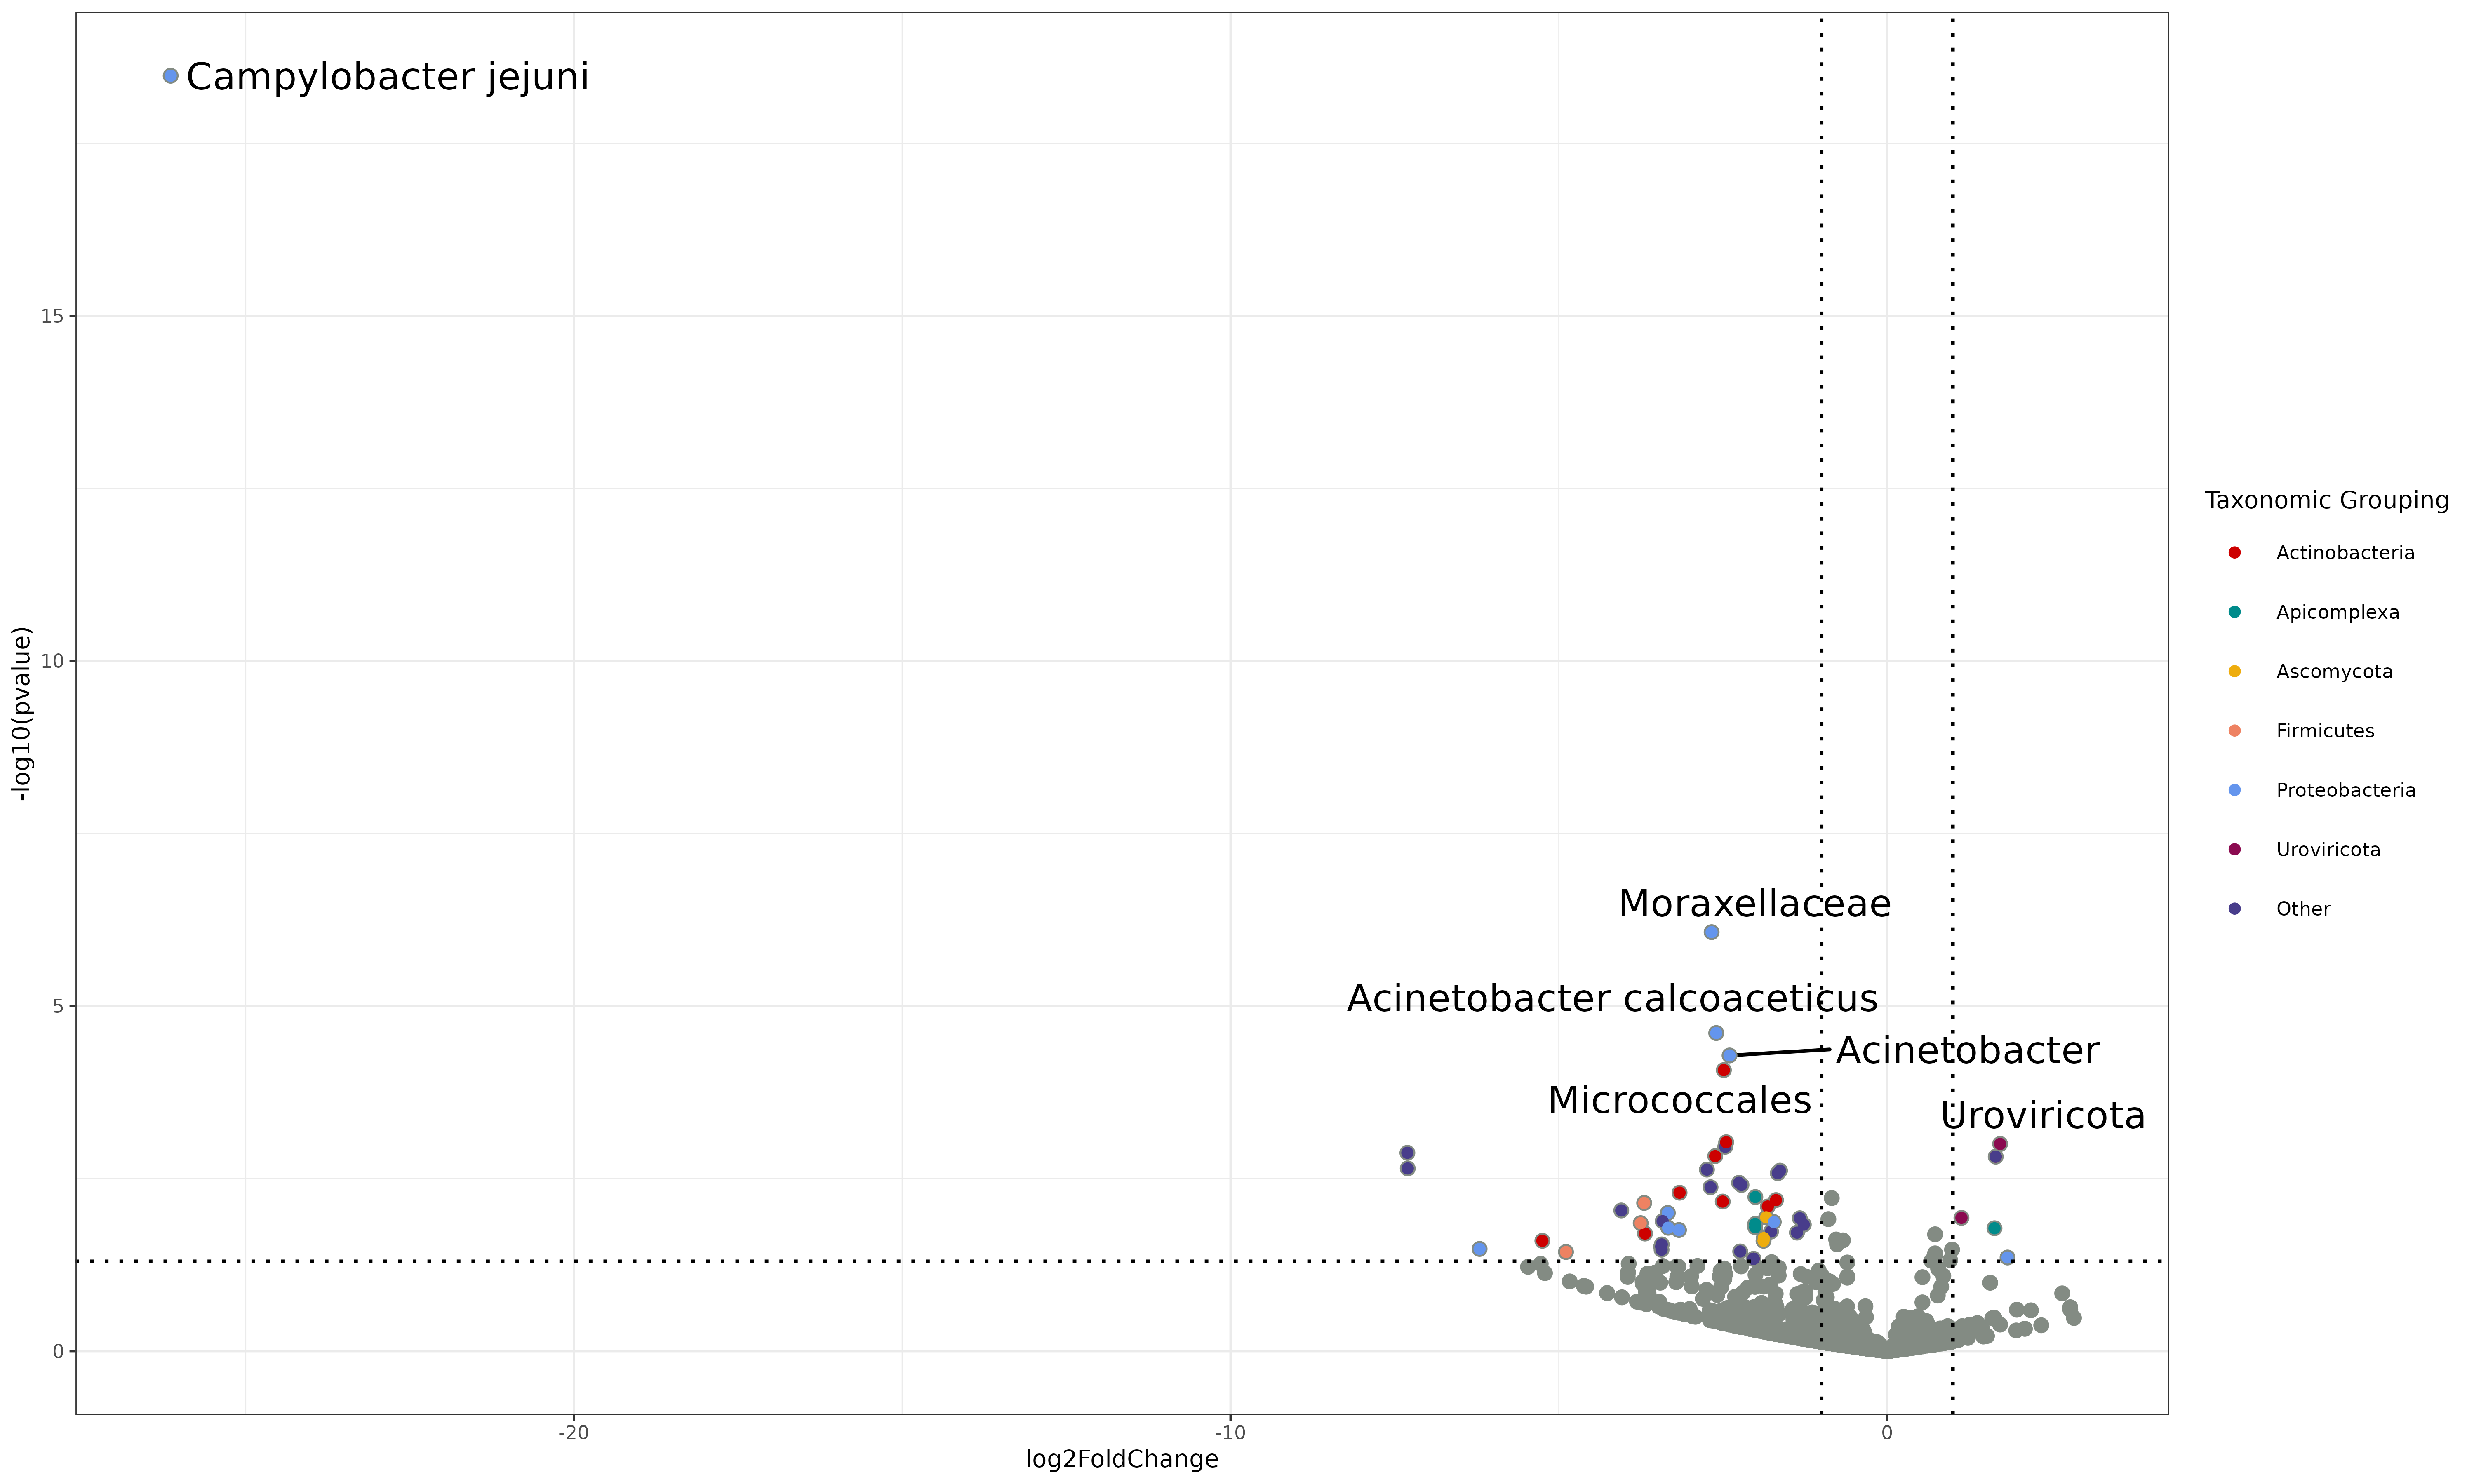 Campylobacter jejuni
15
Taxonomic Grouping
Actinobacteria
Apicomplexa
10
Ascomycota
-log10(pvalue)
Firmicutes
Proteobacteria
Uroviricota
Moraxellaceae
Other
5
Acinetobacter calcoaceticus
Acinetobacter
Micrococcales
Uroviricota
0
-20
-10
0
log2FoldChange